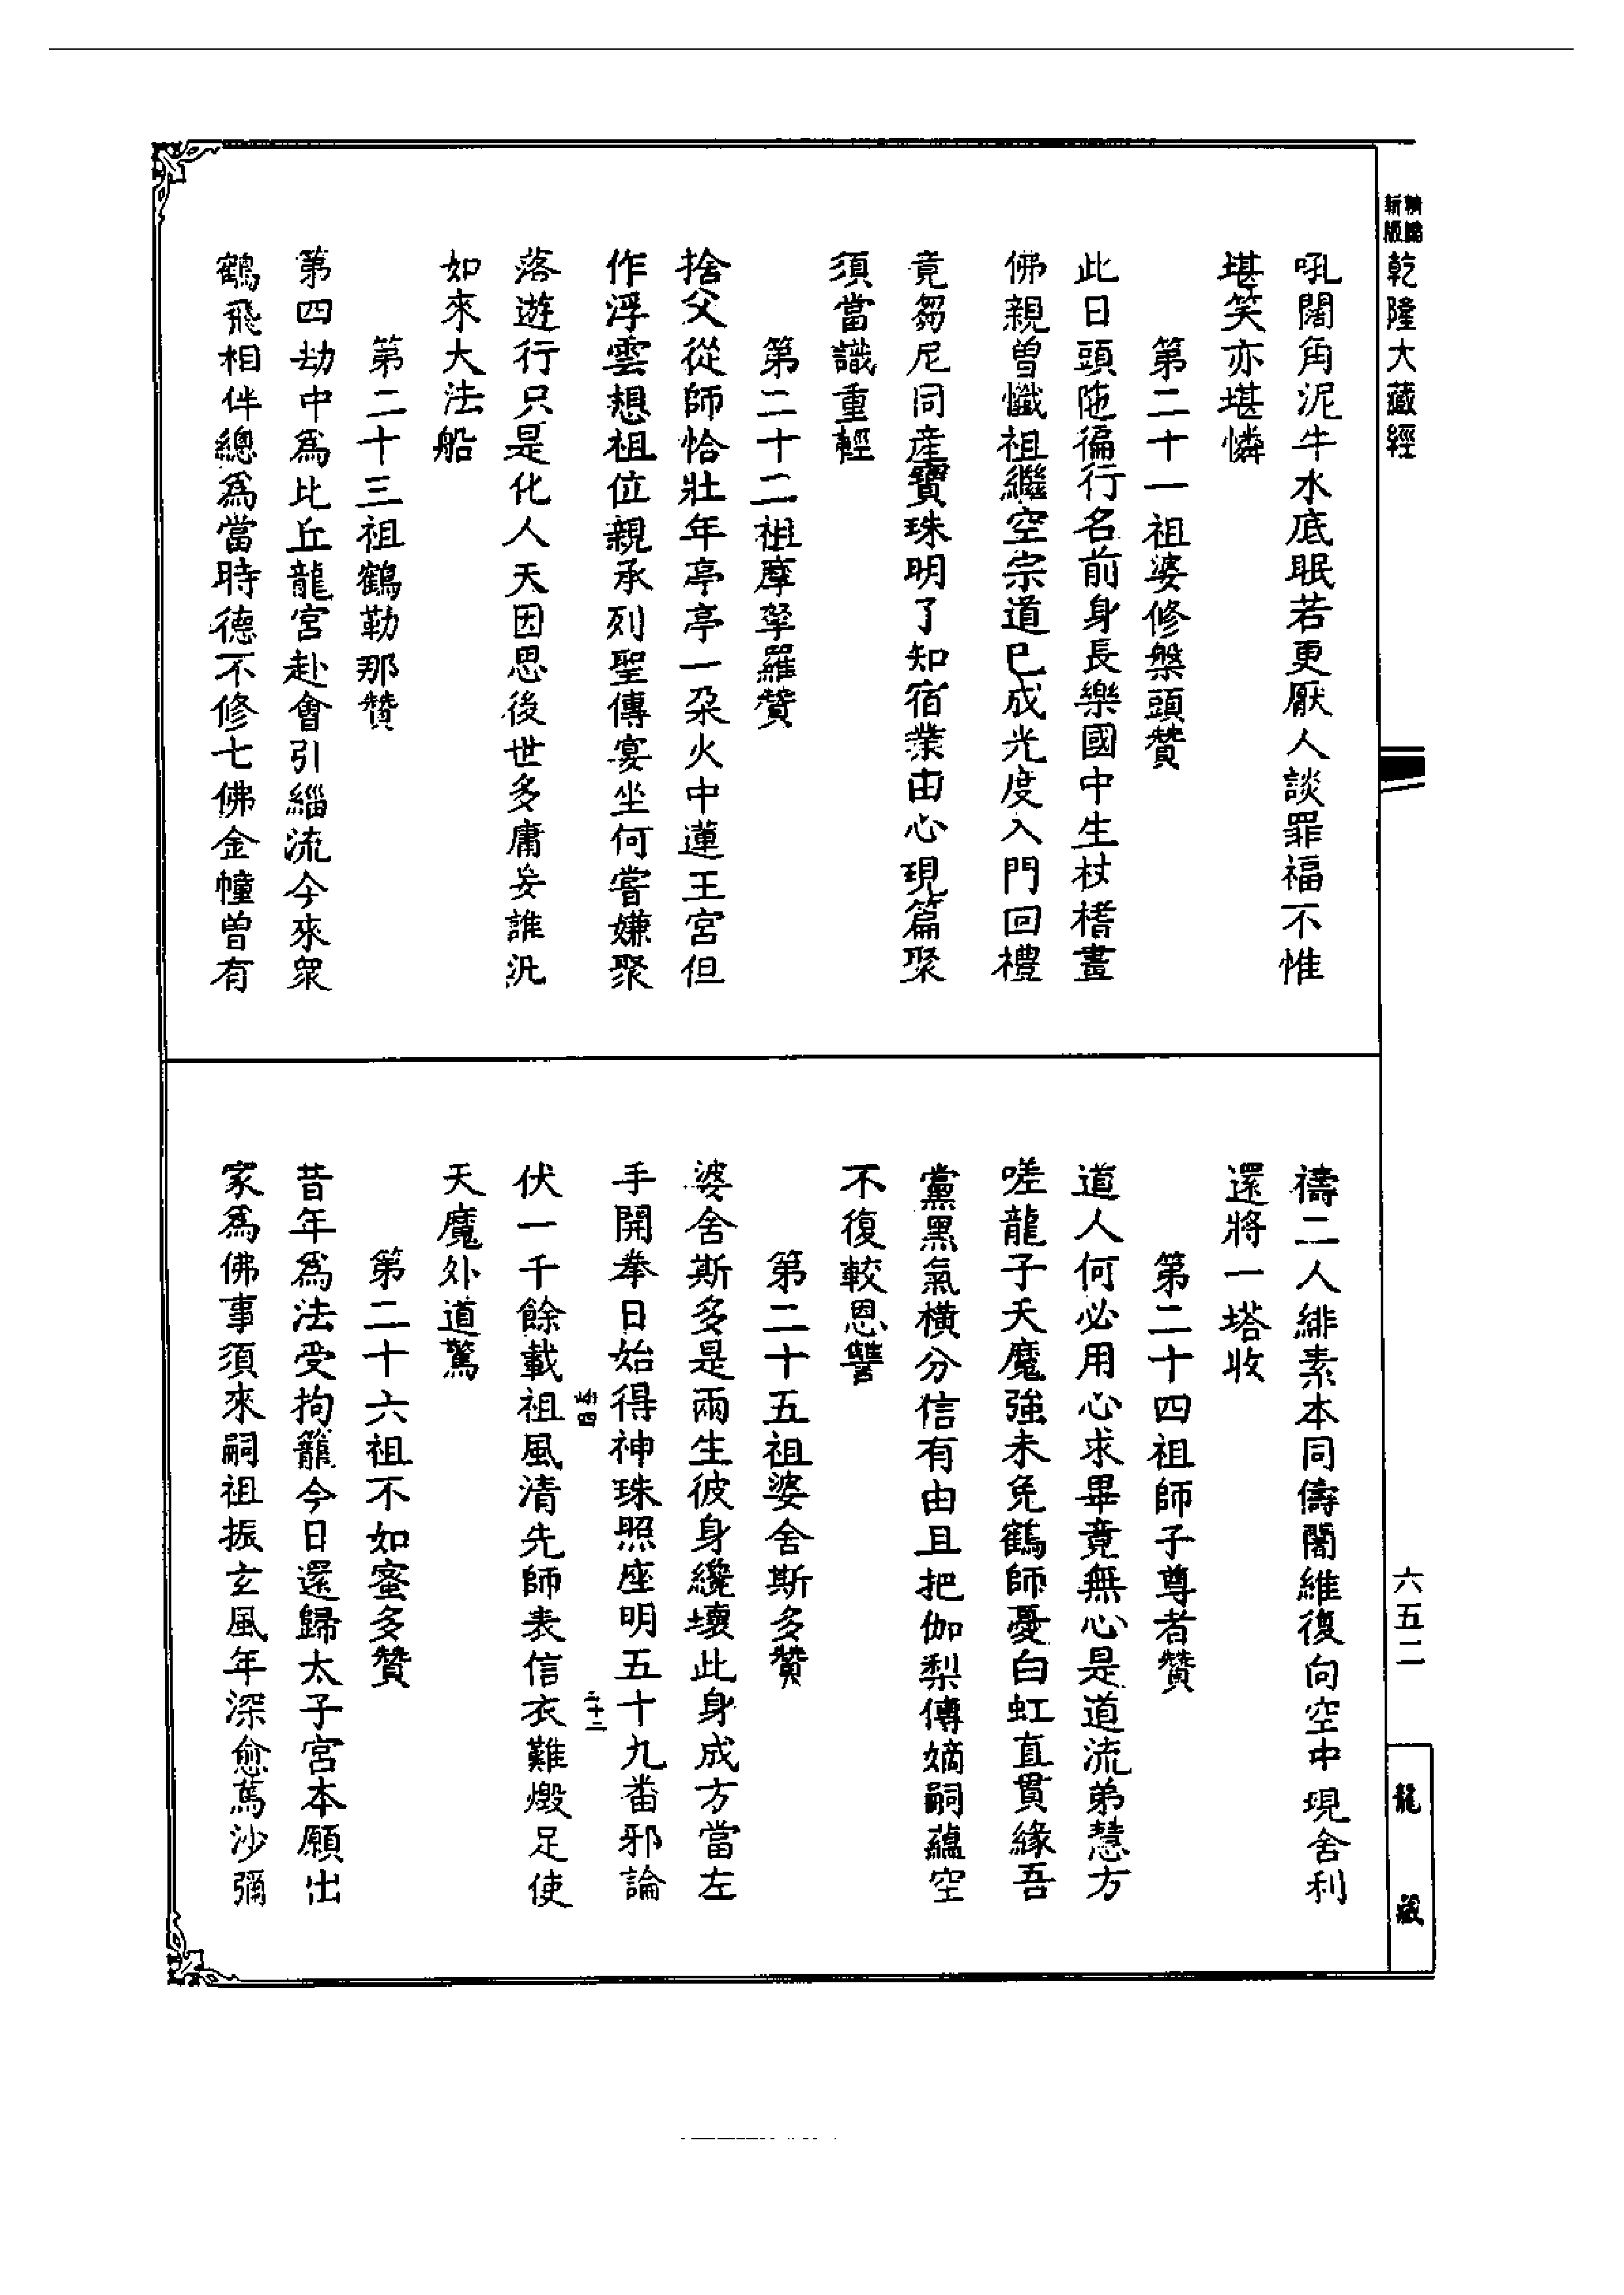 乾隆大藏經
吼闊角泥牛水底眠若更厭人談罪福不惟
堪笑亦堪憐
第二十一祖婆修槃頭贊
此日頭陁徧行名前身長樂國中生杖楷畫
佛親曾懺祖繼空宗道已成光度入門回禮
竟芻尼同產寶珠明了知宿業由心現篇聚
須當識重輕
第二十二祖摩拏羅贊
捨父從師恰壯年亭亭一朶火中蓮王宮但
作浮雲想祖位親承列聖傳宴坐何嘗嫌聚
落遊行只是化人天因思後世多庸妄誰汎
如來大法船
第二十三祖鶴勒那贊
第四劫中爲比丘龍宮赴會引緇流今來衆
鶴飛相伴總爲當時德不修七佛金幢曾有
禱二人緋素本同儔闍維復向空中現舍利
還將一塔收
第二十四祖師子尊者贊
道人何必用心求畢竟無心是道流弟慧方
嗟龍子夭魔強未免鶴師憂白虹直貫緣吾
黨黑氣橫分信有由且把伽梨傳嫡嗣蘊空
不復較恩讐
第二十五祖婆舍斯多贊
婆舍斯多是兩生彼身纔壞此身成方當左
手開拳日始得神珠照座明五十九番邪論
伏一千餘載祖風清先師表信衣難燬足使
天魔外道驚
第二十六祖不如蜜多贊
昔年爲法受拘籠今日還歸太子宮本願出
家爲佛事須來嗣祖振玄風年深愈篤沙彌
六五二
龍藏